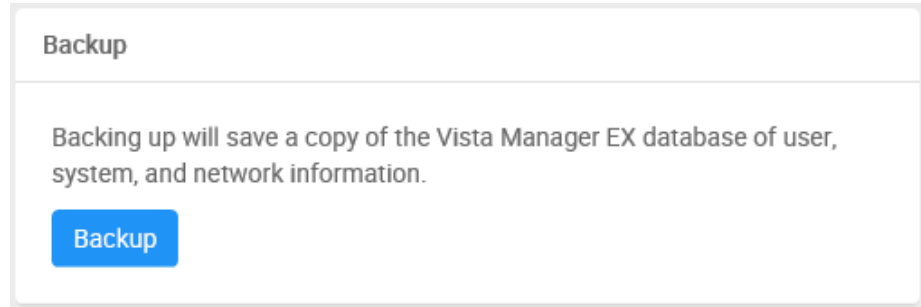 Backup
Backing up will save a copy of the Vista Manager EX database of user,
system, and network information.
Backup